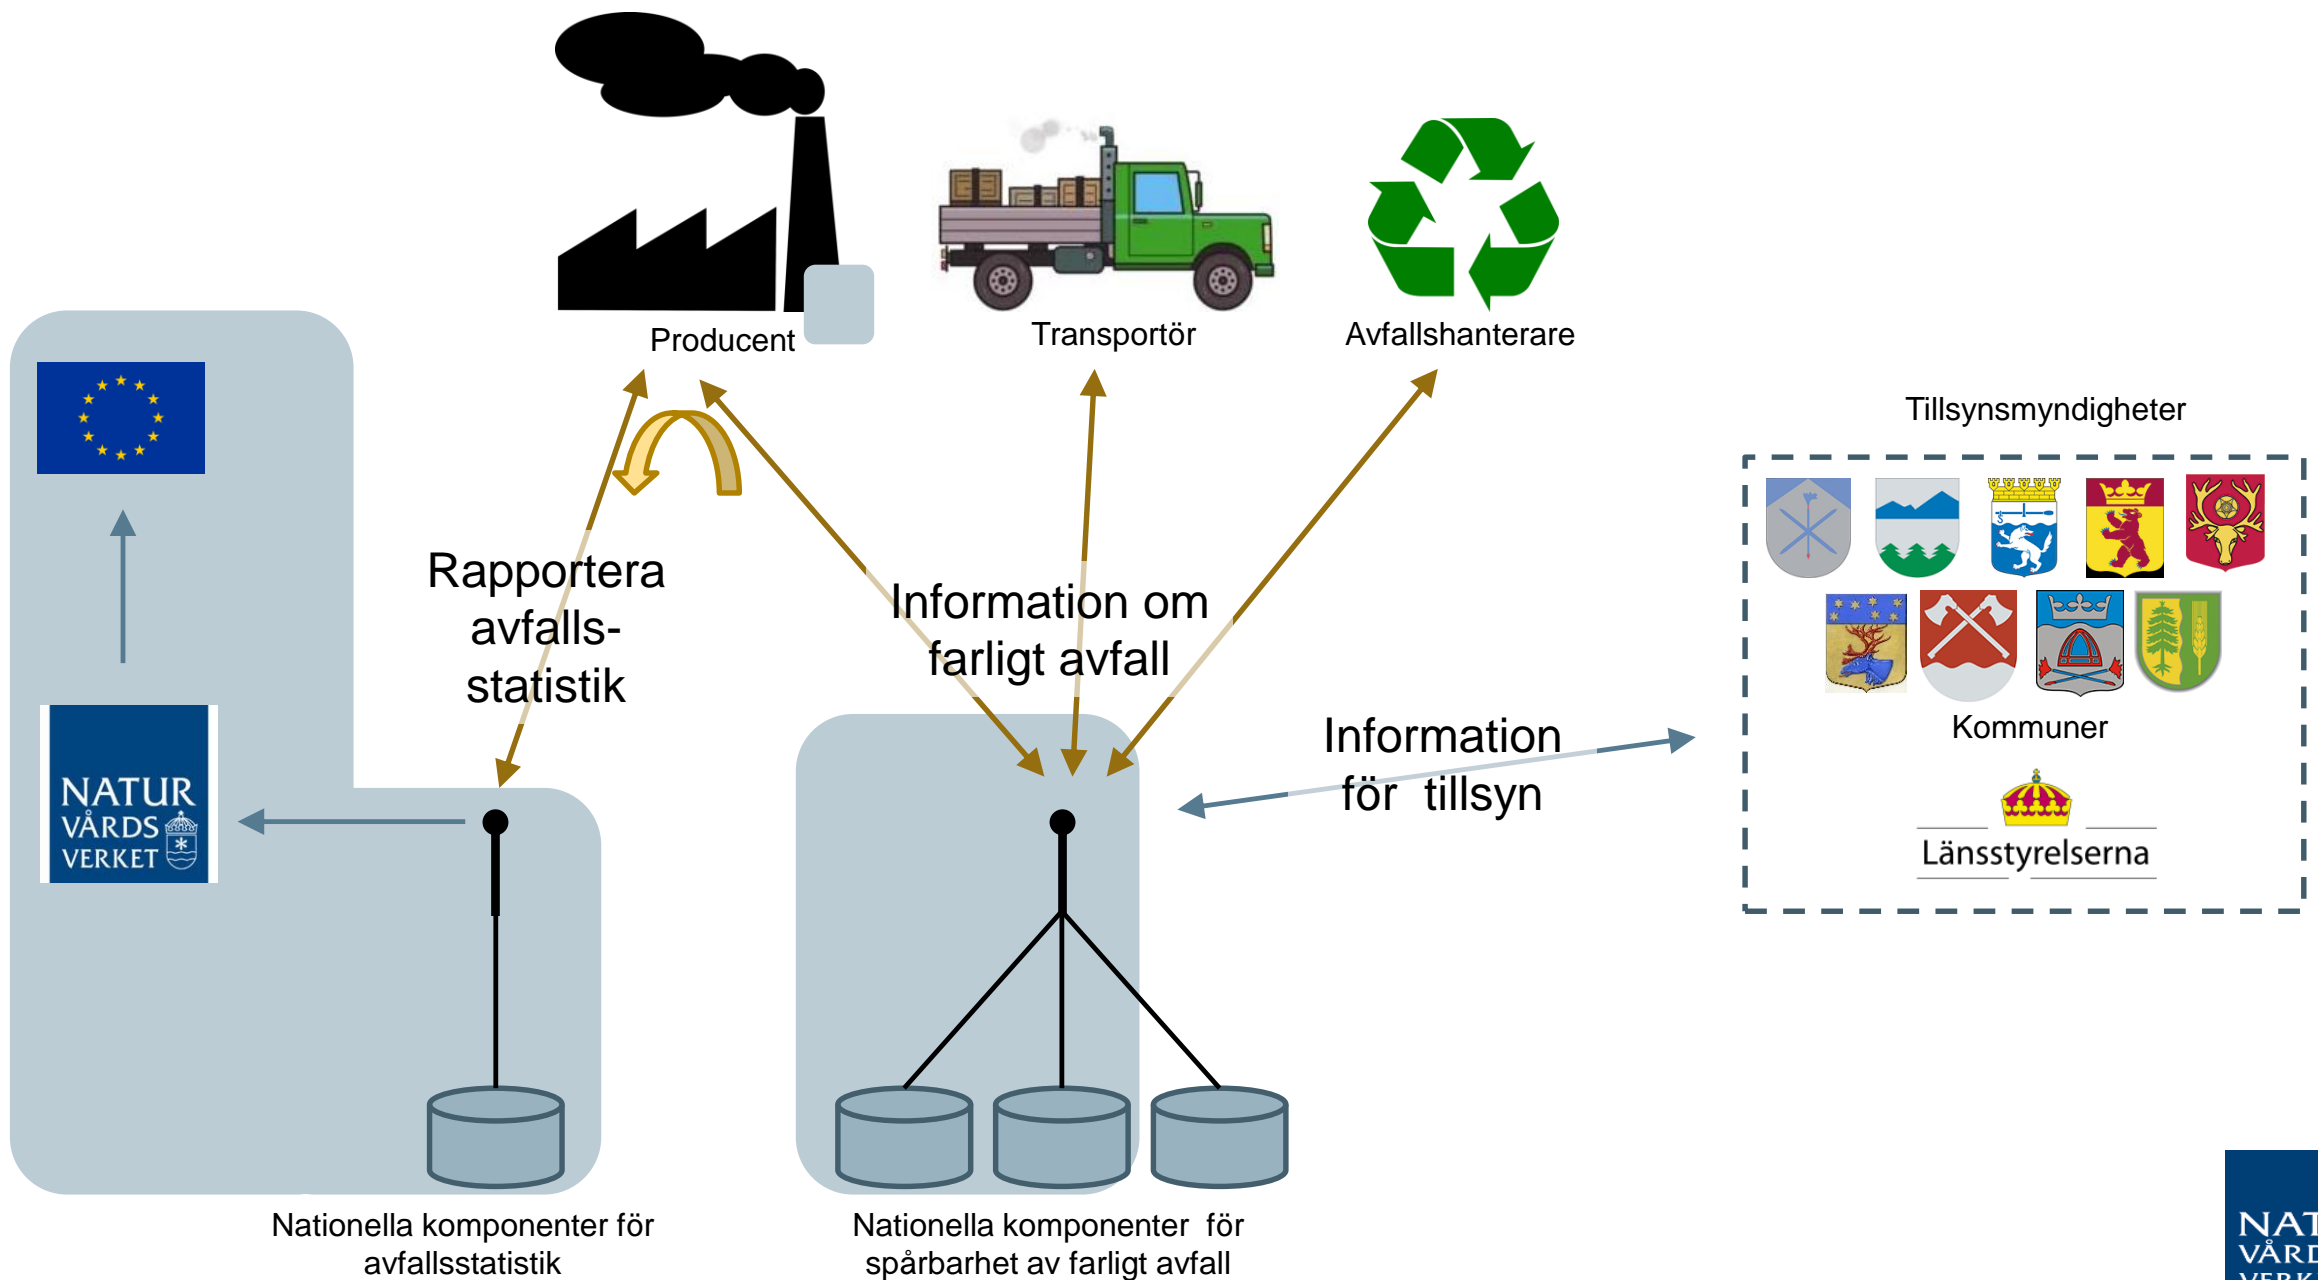 Producent
Transportör
Avfallshanterare
Tillsynsmyndigheter
Rapportera
avfalls-
statistik
Information om
farligt avfall
Information
för tillsyn
Kommuner
Länsstyrelserna
NATUR
VÅRDS
VERKET
Nationella komponenter för
avfallsstatistik
Nationella komponenter för
spårbarhet av farligt avfall